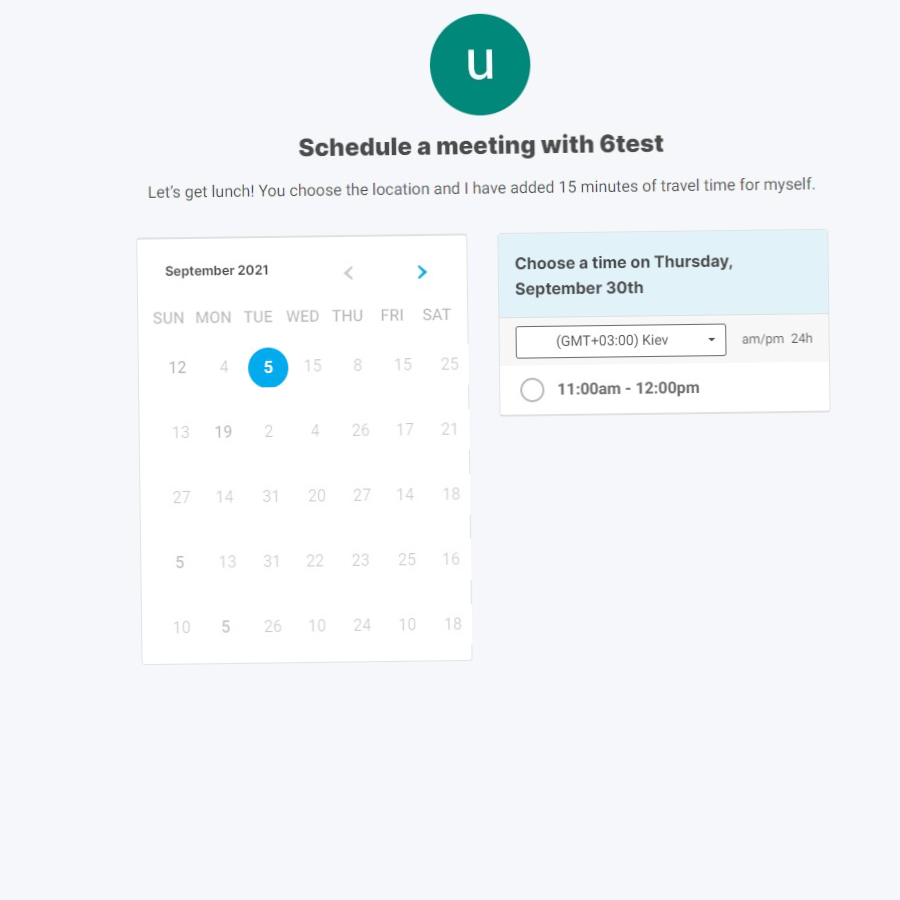 u
Schedule a meeting with 6test
Let's get lunch! You choose the location and I have added 15 minutes of travel time for myself.
September 2021
SUN MON TUE WED THU FRI SAT
12 4 5 15 8 15 25
13 19 2 4 26 17 21
27 14 31 20 27 14 18
5 13 31 22 23 25 16
10 5 26 10 24 10 18
Choose a time on Thursday,
September 30th
(GMT+03:00) Kiev am/pm 24h
11:00am - 12:00pm